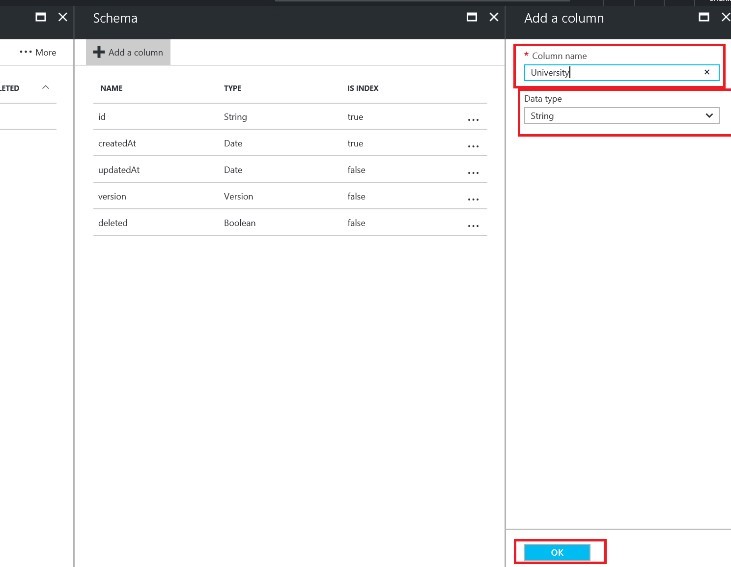 Schema
Add a column
··· More
Add a column
LETED
NAME TYPE IS INDEX
id String true ...
createdAt Date true ...
updatedAt Date false ...
version Version false ...
deleted Boolean false ...
* Column name
University
Data type
String
OK